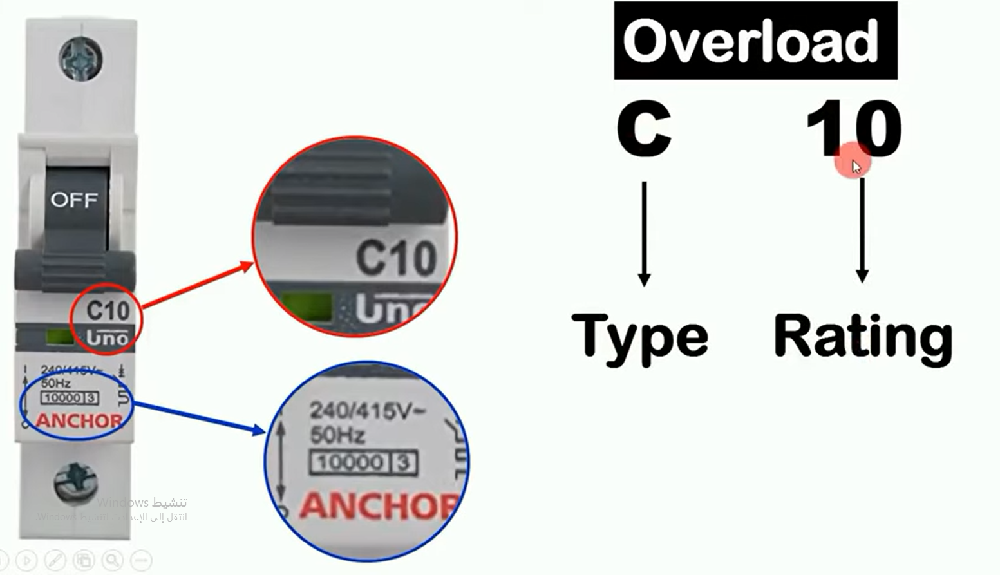 OFF
C10
Uno
240/415V~
50Hz
10000 3
ANCHOR
C10
Uno
240/415V~
50Hz
10000 3
ANCHOR
Overload
C 10
Type Rating
تنشيط Windows
انتقل إلى الإعدادات لتنشيط Windows.